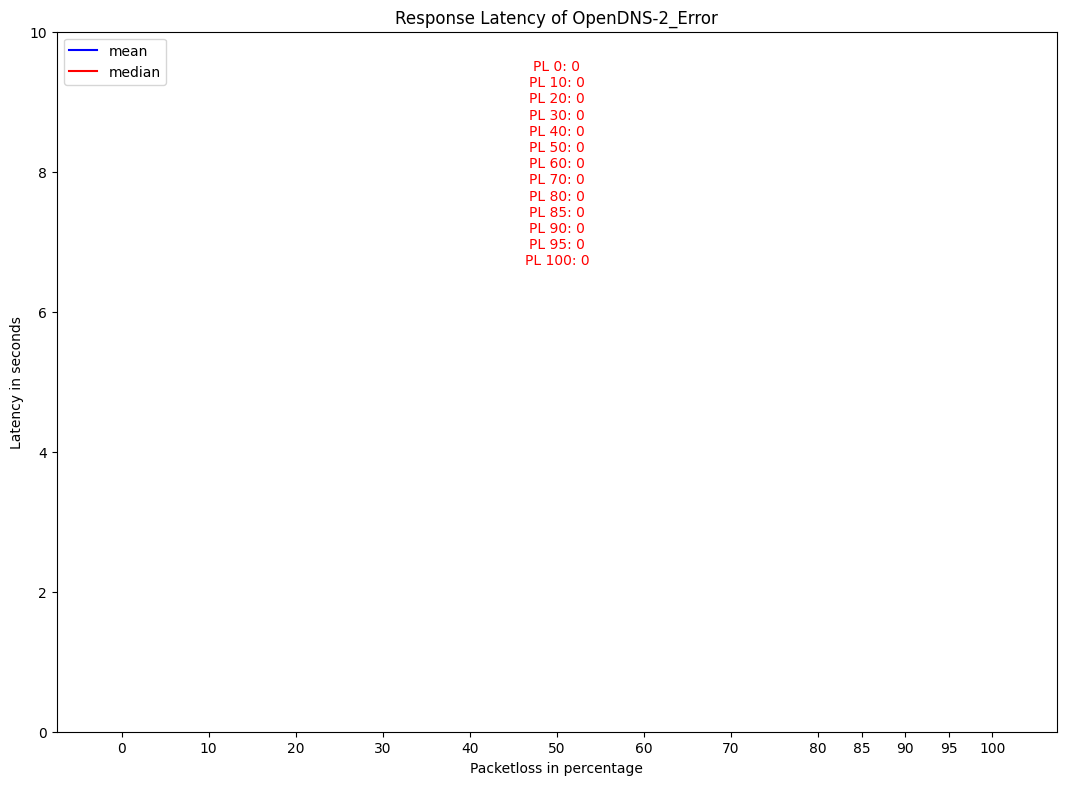 Response Latency of OpenDNS-2_Error
10
mean
median
PL 0: 0
PL 10: 0
PL 20: 0
PL 30: 0
PL 40: 0
PL 50: 0
PL 60: 0
PL 70: 0
PL 80: 0
PL 85: 0
PL 90: 0
PL 95: 0
PL 100: 0
8
6
4
2
0
Latency in seconds
0 10 20 30 40 50 60 70 80 85 90 95 100
Packetloss in percentage